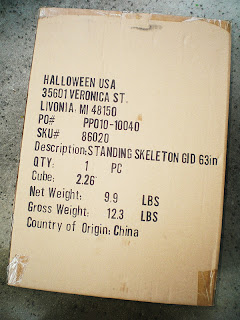 HALLOWEEN USA
35601 VERONICA ST.
LIVONIA, MI 48150
PO# PP010-10040
SKU# 86020
Description: STANDING SKELETON GID 63in
QTY: 1 PC
Cube: 2.26
Net Weight: 9.9 LBS
Gross Weight: 12.3 LBS
Country of Origin: China